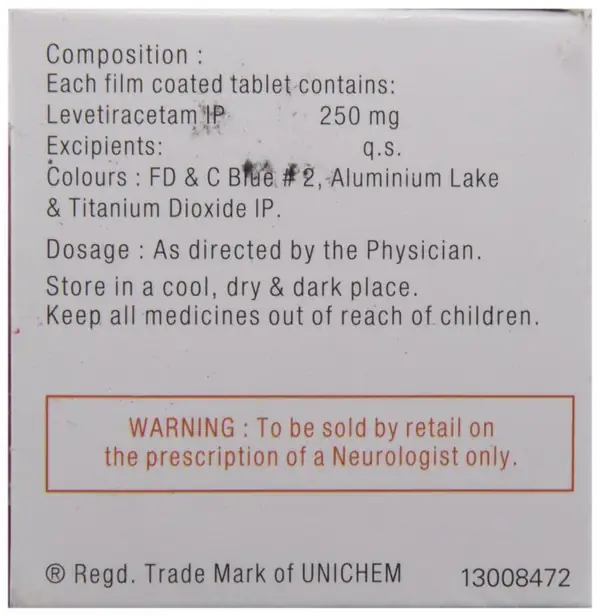 Composition :
Each film coated tablet contains:
Levetiracetam IP 250 mg
Excipients: q.s.
Colours : FD & C Blue # 2, Aluminium Lake
& Titanium Dioxide IP.
Dosage : As directed by the Physician.
Store in a cool, dry & dark place.
Keep all medicines out of reach of children.
WARNING : To be sold by retail on
the prescription of a Neurologist only.
® Regd. Trade Mark of UNICHEM 13008472